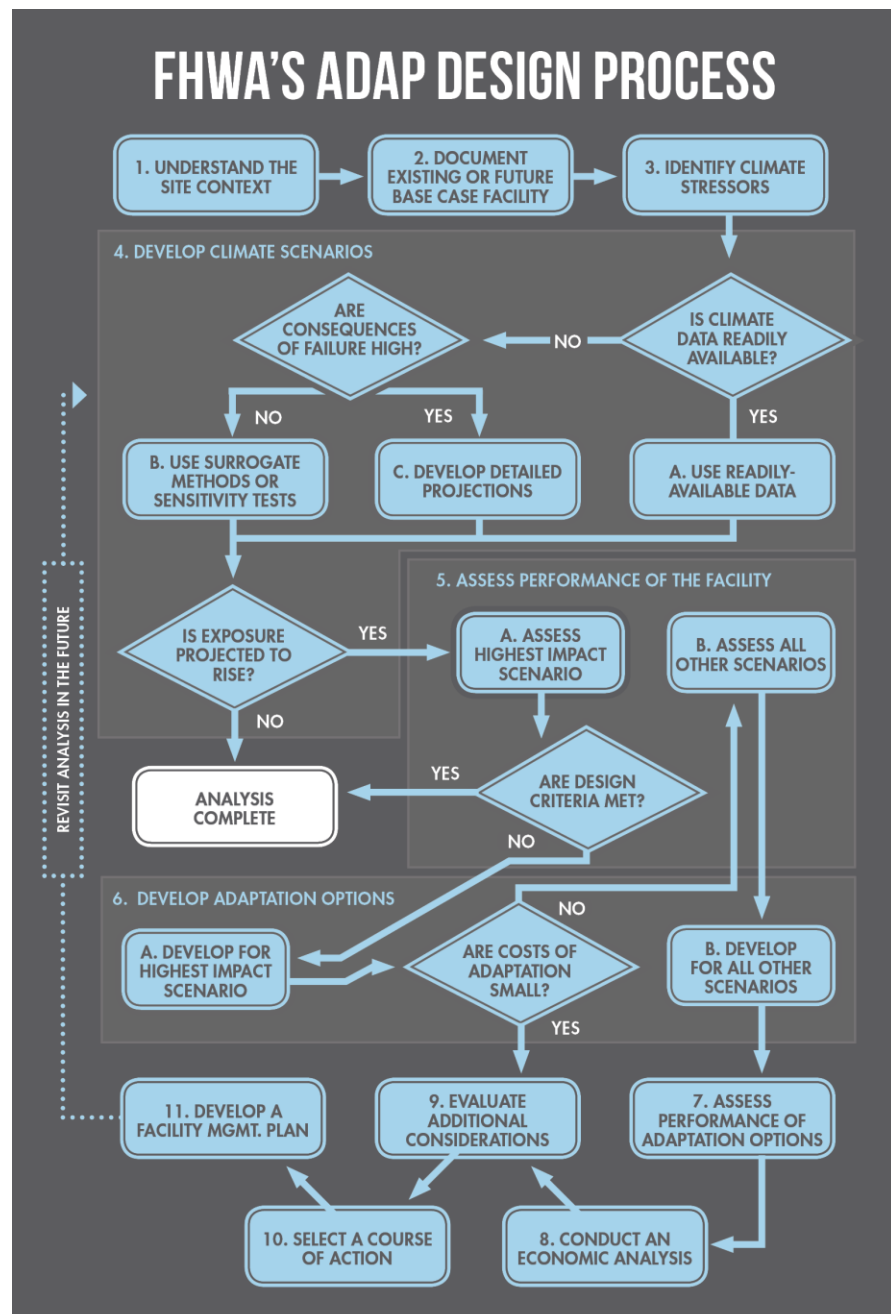 FHWA'S ADAP DESIGN PROCESS
1. UNDERSTAND THE
SITE CONTEXT
2. DOCUMENT
EXISTING OR FUTURE
BASE CASE FACILITY
3. IDENTIFY CLIMATE
STRESSORS
4. DEVELOP CLIMATE SCENARIOS
ARE
CONSEQUENCES
OF FAILURE HIGH?
NO
IS CLIMATE
DATA READILY
AVAILABLE?
NO
YES
YES
B. USE SURROGATE
METHODS OR
SENSITIVITY TESTS
C. DEVELOP DETAILED
PROJECTIONS
A. USE READILY-
AVAILABLE DATA
5. ASSESS PERFORMANCE OF THE FACILITY
IS EXPOSURE
PROJECTED TO
RISE?
YES
A. ASSESS
HIGHEST IMPACT
SCENARIO
B. ASSESS ALL
OTHER SCENARIOS
REVISIT ANALYSIS IN THE FUTURE
NO
ANALYSIS
COMPLETE
YES
ARE DESIGN
CRITERIA MET?
NO
6. DEVELOP ADAPTATION OPTIONS
NO
A. DEVELOP FOR
HIGHEST IMPACT
SCENARIO
ARE COSTS OF
ADAPTATION
SMALL?
B. DEVELOP
FOR ALL OTHER
SCENARIOS
YES
11. DEVELOP A
FACILITY MGMT. PLAN
9. EVALUATE
ADDITIONAL
CONSIDERATIONS
7. ASSESS
PERFORMANCE OF
ADAPTATION OPTIONS
10. SELECT A COURSE
OF ACTION
8. CONDUCT AN
ECONOMIC ANALYSIS